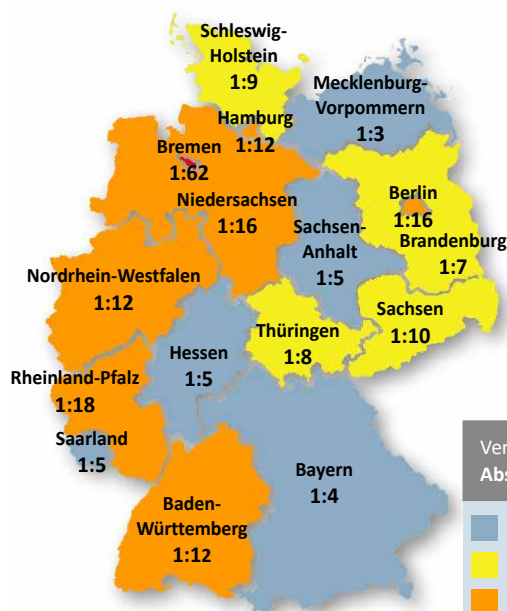 Schleswig-
Holstein
1:9
Mecklenburg-
Vorpommern
1:3
Hamburg
1:12
Bremen
1:62
Niedersachsen
1:16
Berlin
1:16
Brandenburg
1:7
Sachsen-
Anhalt
1:5
Nordrhein-Westfalen
1:12
Sachsen
1:10
Thüringen
1:8
Hessen
1:5
Rheinland-Pfalz
1:18
Saarland
1:5
Bayern
1:4
Baden-
Württemberg
1:12
Ver
Abs